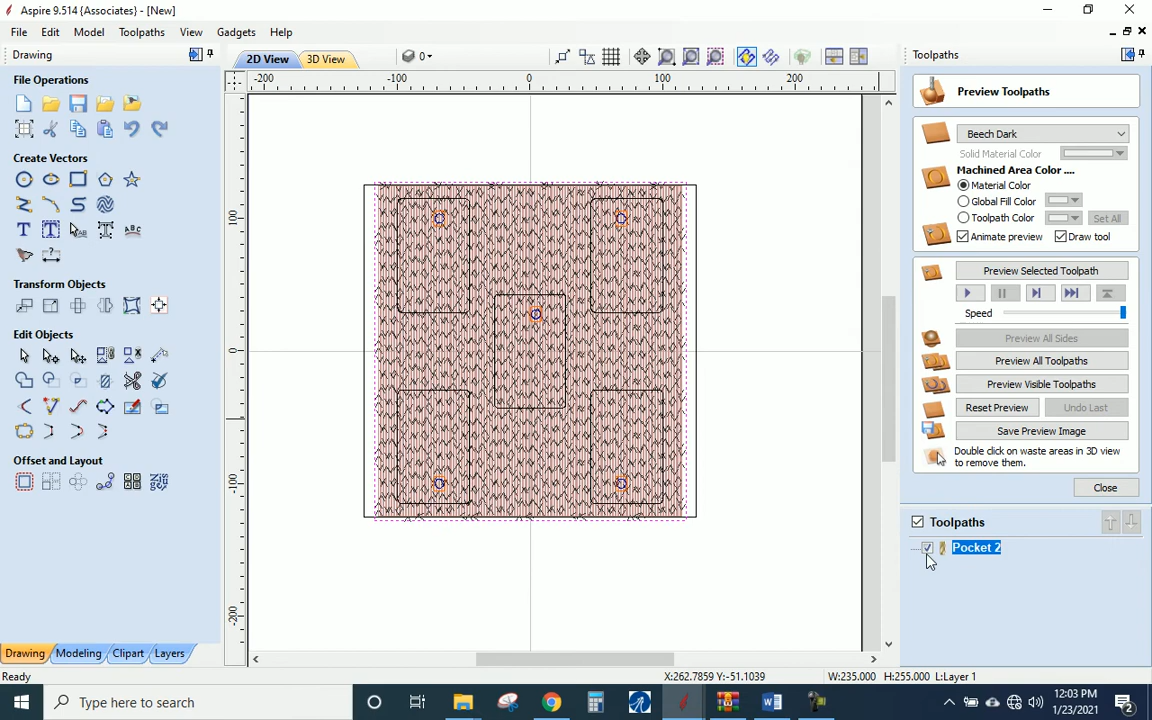 Aspire 9.514 {Associates} - [New]
File Edit Model Toolpaths View Gadgets Help
Drawing
File Operations
Create Vectors
Transform Objects
Edit Objects
Offset and Layout
Drawing Modeling Clipart Layers
2D View 3D View 0
-200 -100 0 100 200
100
0
-100
-200
Toolpaths
Preview Toolpaths
Beech Dark
Solid Material Color
Machined Area Color ....
Material Color
Global Fill Color
Toolpath Color Set All
Animate preview Draw tool
Preview Selected Toolpath
Speed
Preview All Sides
Preview All Toolpaths
Preview Visible Toolpaths
Reset Preview Undo Last
Save Preview Image
Double click on waste areas in 3D view
to remove them.
Close
Toolpaths
Pocket 2
Ready X:262.7859 Y:-51.1039 W:235.000 H:255.000 L:Layer 1
Type here to search
12:03 PM
1/23/2021
2